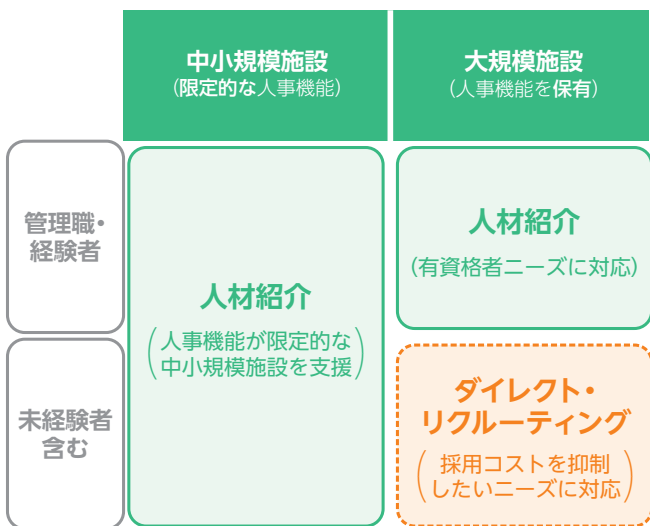 中小規模施設
(限定的な人事機能)
大規模施設
(人事機能を保有)
管理職・
経験者
人材紹介
(人事機能が限定的な
中小規模施設を支援)
人材紹介
(有資格者ニーズに対応)
未経験者
含む
ダイレクト・
リクルーティング
(採用コストを抑制
したいニーズに対応)